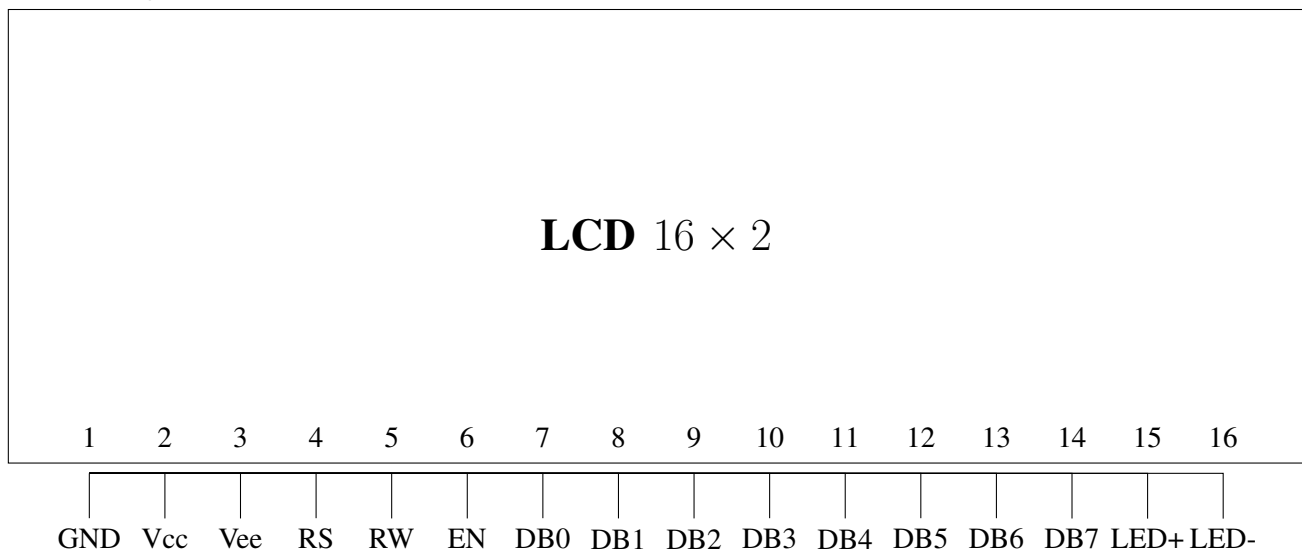 LCD 16 × 2
1 2 3 4 5 6 7 8 9 10 11 12 13 14 15 16
GND Vcc Vee RS RW EN DB0 DB1 DB2 DB3 DB4 DB5 DB6 DB7 LED+ LED-